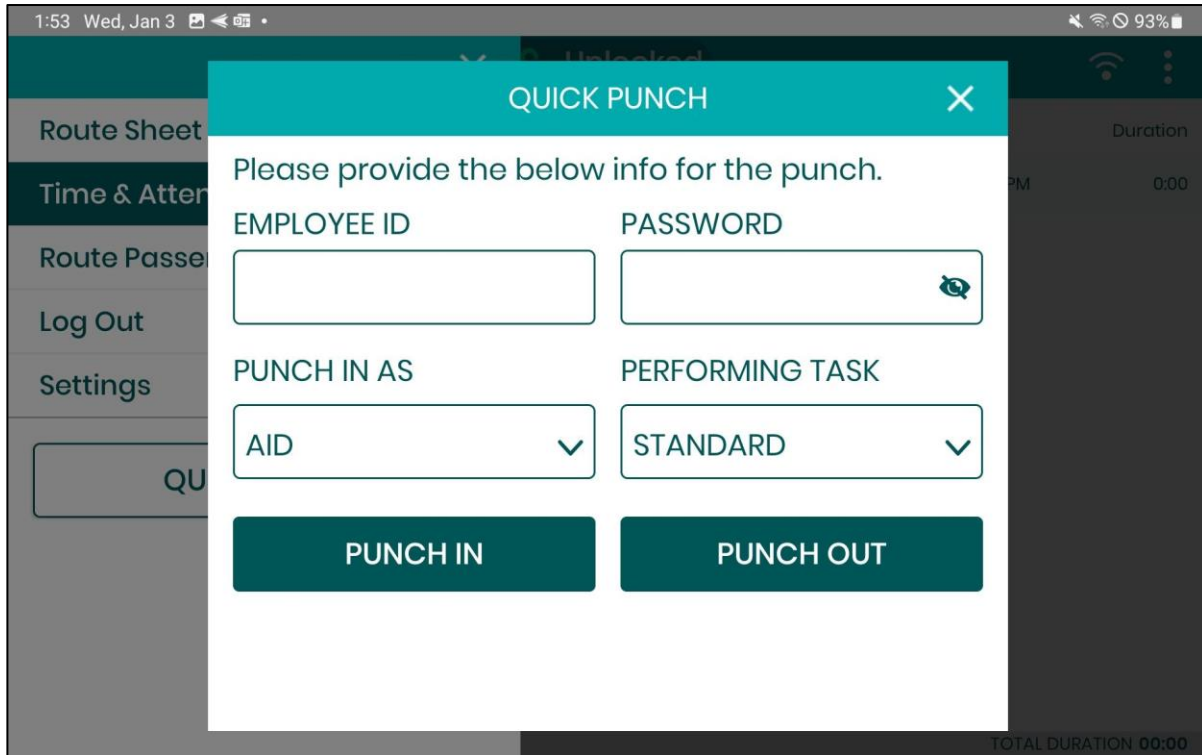 1:53 Wed, Jan 3 93%
Unlocked
QUICK PUNCH
Route Sheet
Duration
Please provide the below info for the punch.
Time & Atten
PM 0:00
EMPLOYEE ID PASSWORD
Route Passe
Log Out
PUNCH IN AS PERFORMING TASK
Settings
AID STANDARD
QU
PUNCH IN PUNCH OUT
TOTAL DURATION 00:00